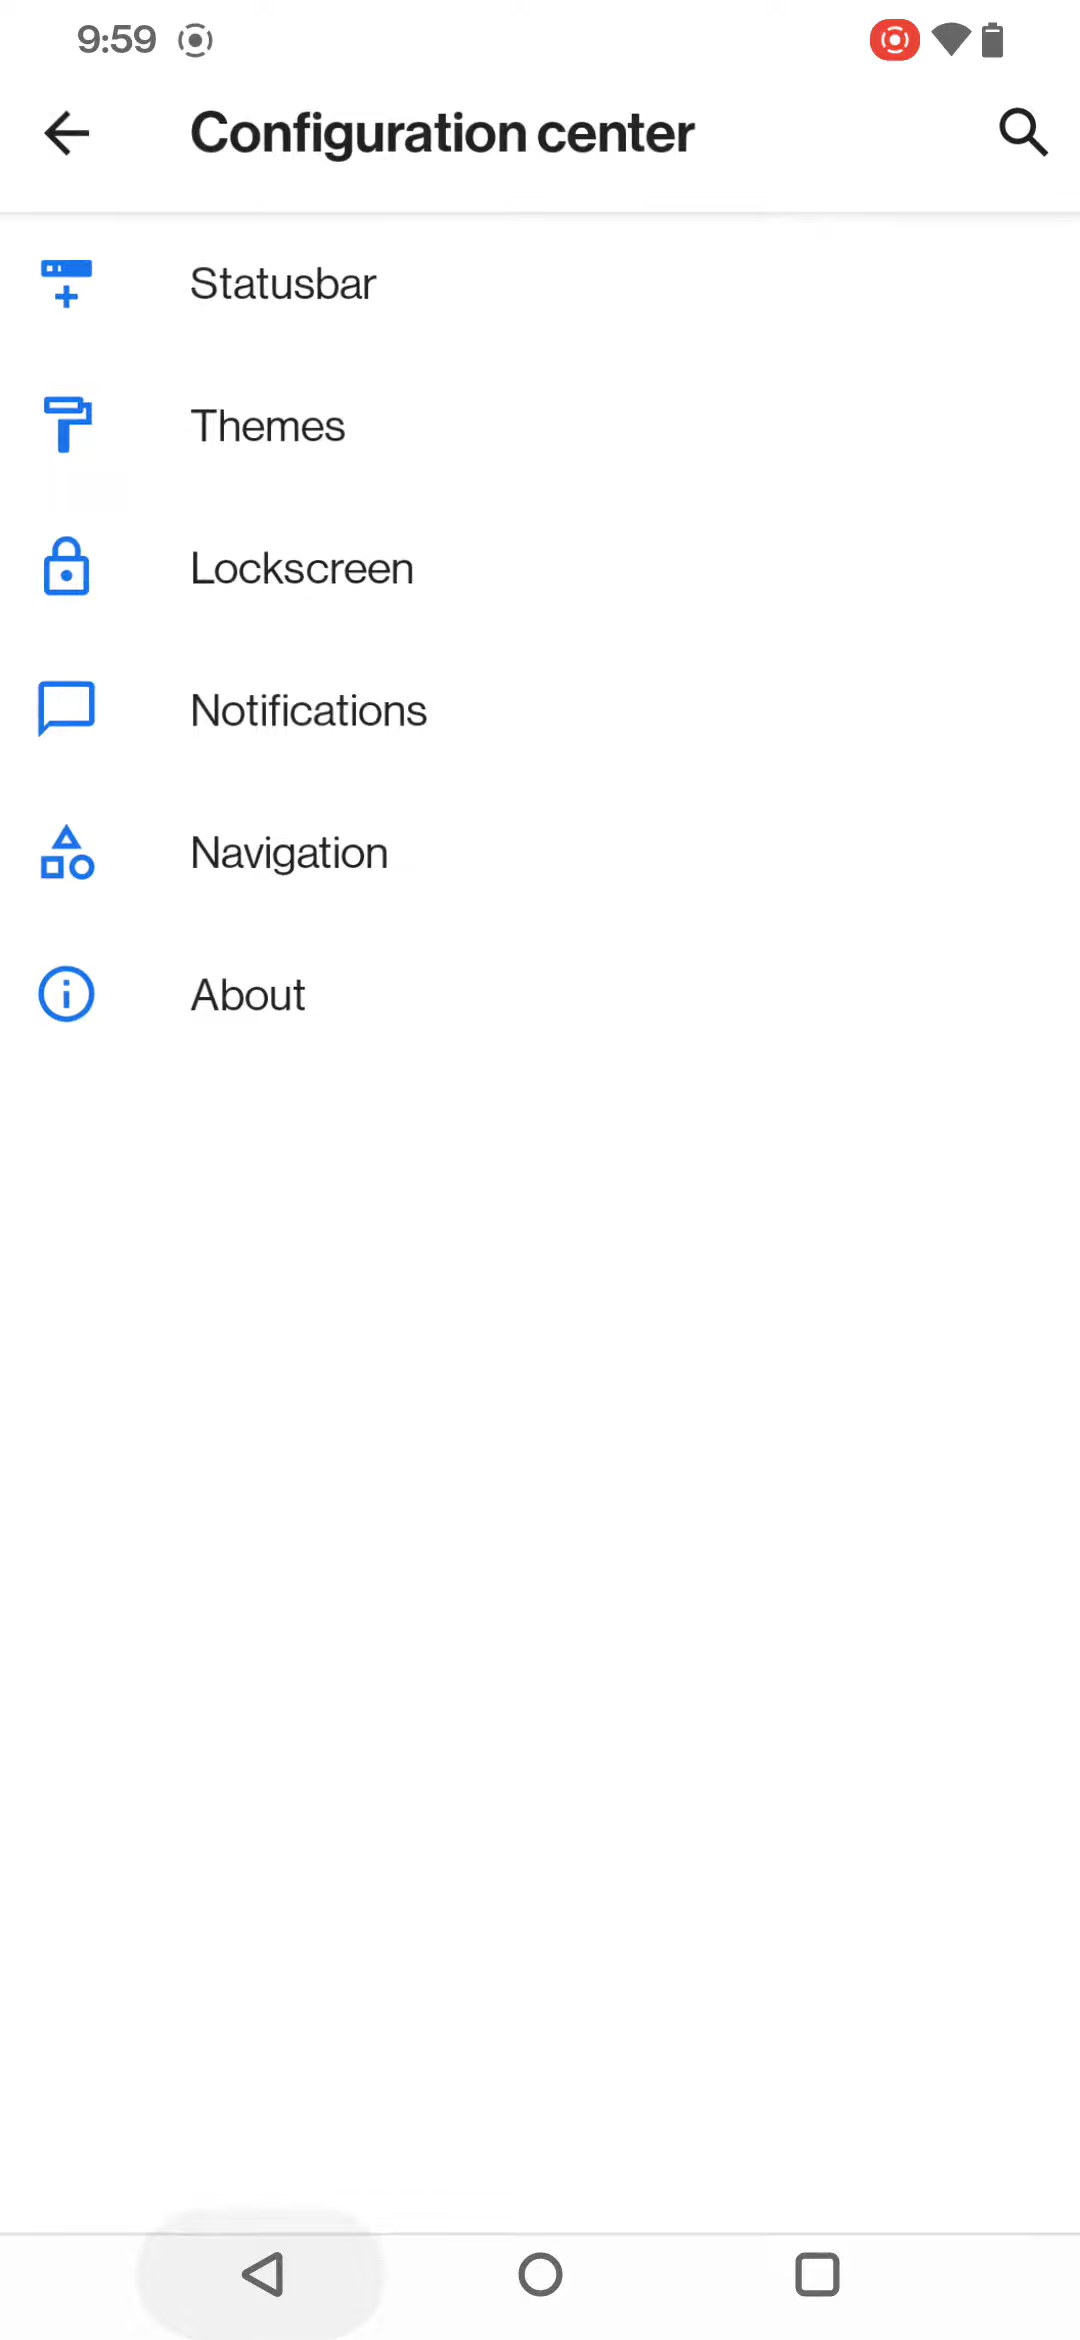 9:59
Configuration center
Statusbar
Themes
Lockscreen
Notifications
Navigation
About